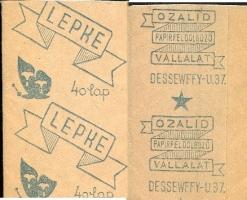 LEPKE
40 lap
LEPKE
40 lap
OZALID
PAPIRFELDOLGOZÓ
VÁLLALAT
DESSEWFFY-U.37.
OZALID
PAPIRFELDOLGOZÓ
VÁLLALAT
DESSEWFFY-U.37.